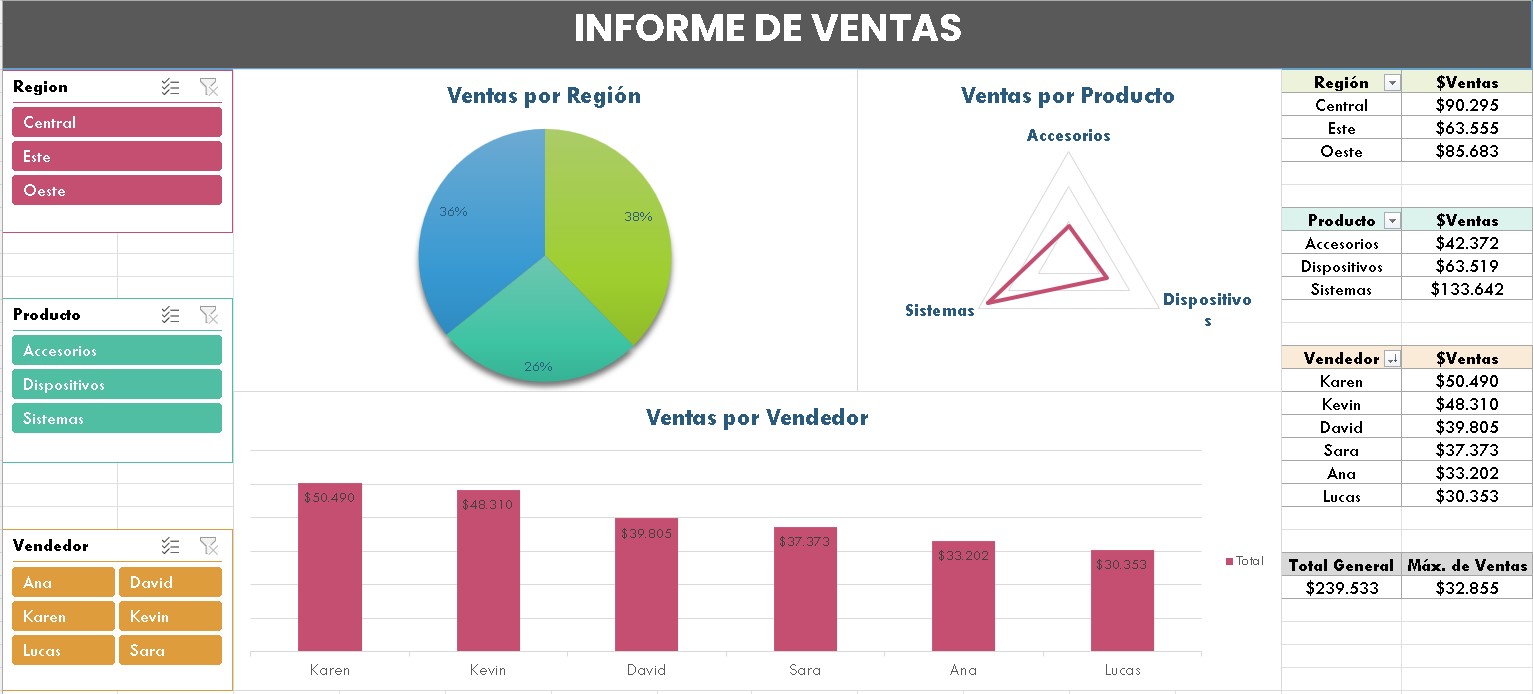 INFORME DE VENTAS
Region
Central
Este
Oeste
Producto
Accesorios
Dispositivos
Sistemas
Vendedor
Ana David
Karen Kevin
Lucas Sara
Ventas por Región
36%
38%
26%
Ventas por Producto
Accesorios
Sistemas
Dispositivo
s
Ventas por Vendedor
$50.490
$48.310
$39.805
$37.373
$33.202
$30.353
Karen Kevin David Sara Ana Lucas
Total
Región $Ventas
Central $90.295
Este $63.555
Oeste $85.683
Producto $Ventas
Accesorios $42.372
Dispositivos $63.519
Sistemas $133.642
Vendedor $Ventas
Karen $50.490
Kevin $48.310
David $39.805
Sara $37.373
Ana $33.202
Lucas $30.353
Total General Máx. de Ventas
$239.533 $32.855